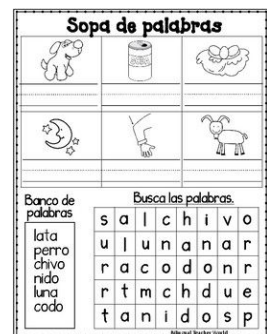 Sopa de palabras
Banco de
palabras
lata
perro
chivo
nido
luna
codo
Busca las palabras.
s a l c h i v o
u l u n a n a r
r a c o d o n r
r t m c h d u e
t a n i d o s p